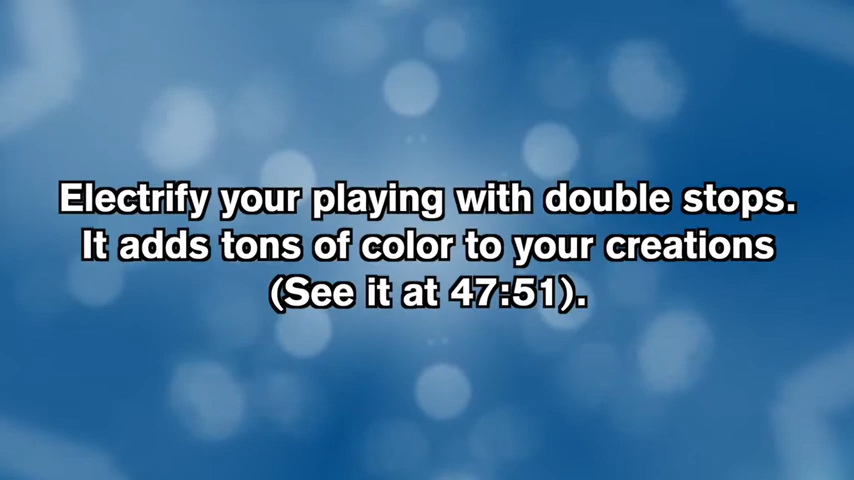 Electrify your playing with double stops.
It adds tons of color to your creations
(See it at 47:51).